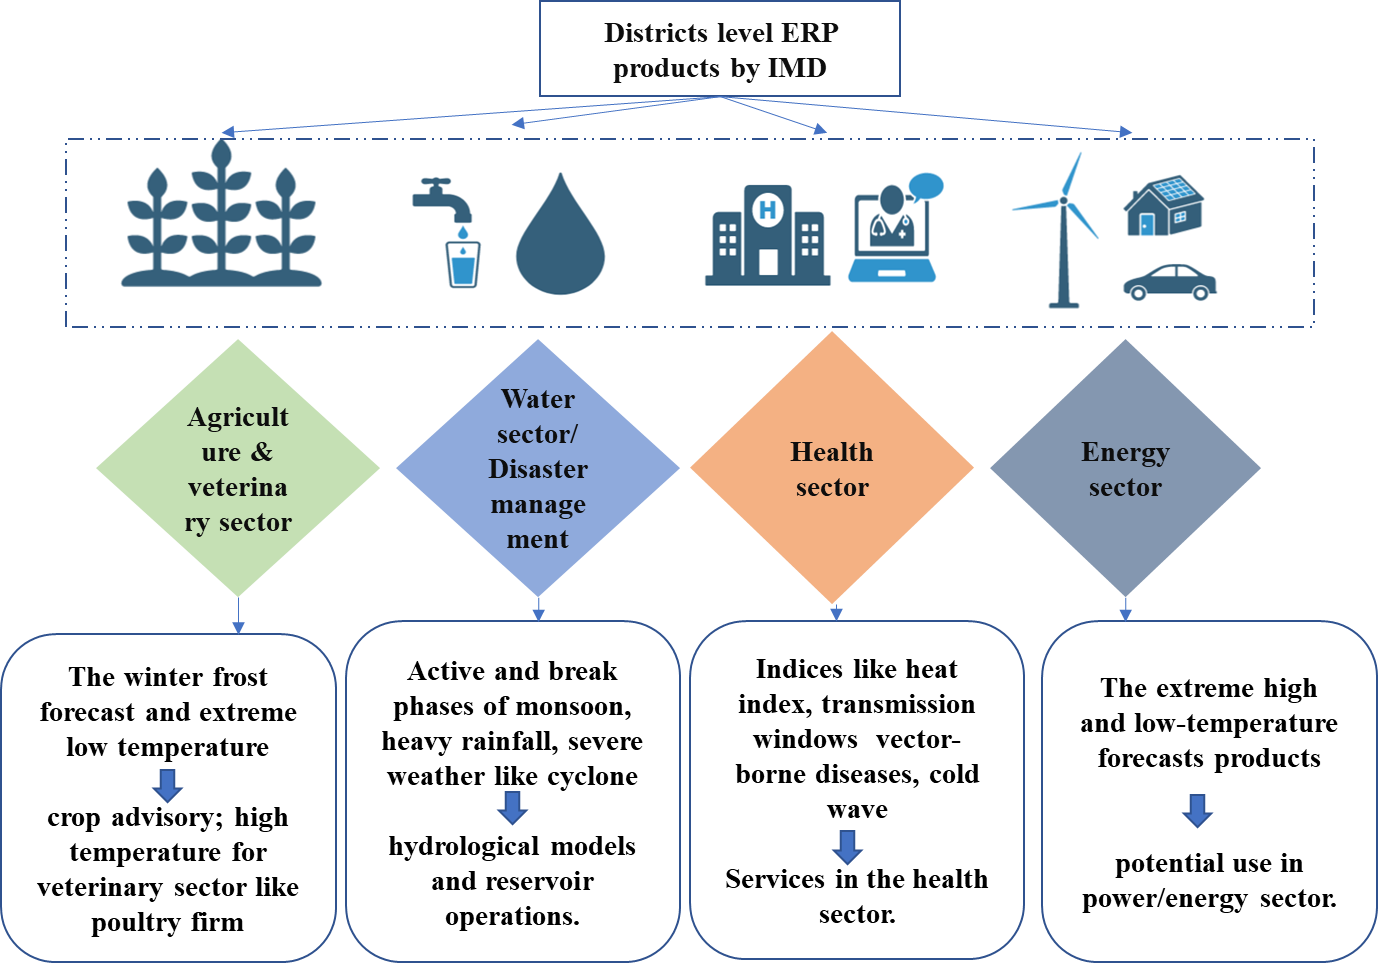 Districts level ERP
products by IMD
H
Agricult
ure &
veterina
ry sector
Water
sector/
Disaster
manage
ment
Health
sector
Energy
sector
The winter frost
forecast and extreme
low temperature
crop advisory; high
temperature for
veterinary sector like
poultry firm
Active and break
phases of monsoon,
heavy rainfall, severe
weather like cyclone
hydrological models
and reservoir
operations.
Indices like heat
index, transmission
windows vector-
borne diseases, cold
wave
Services in the health
sector.
The extreme high
and low-temperature
forecasts products
potential use in
power/energy sector.